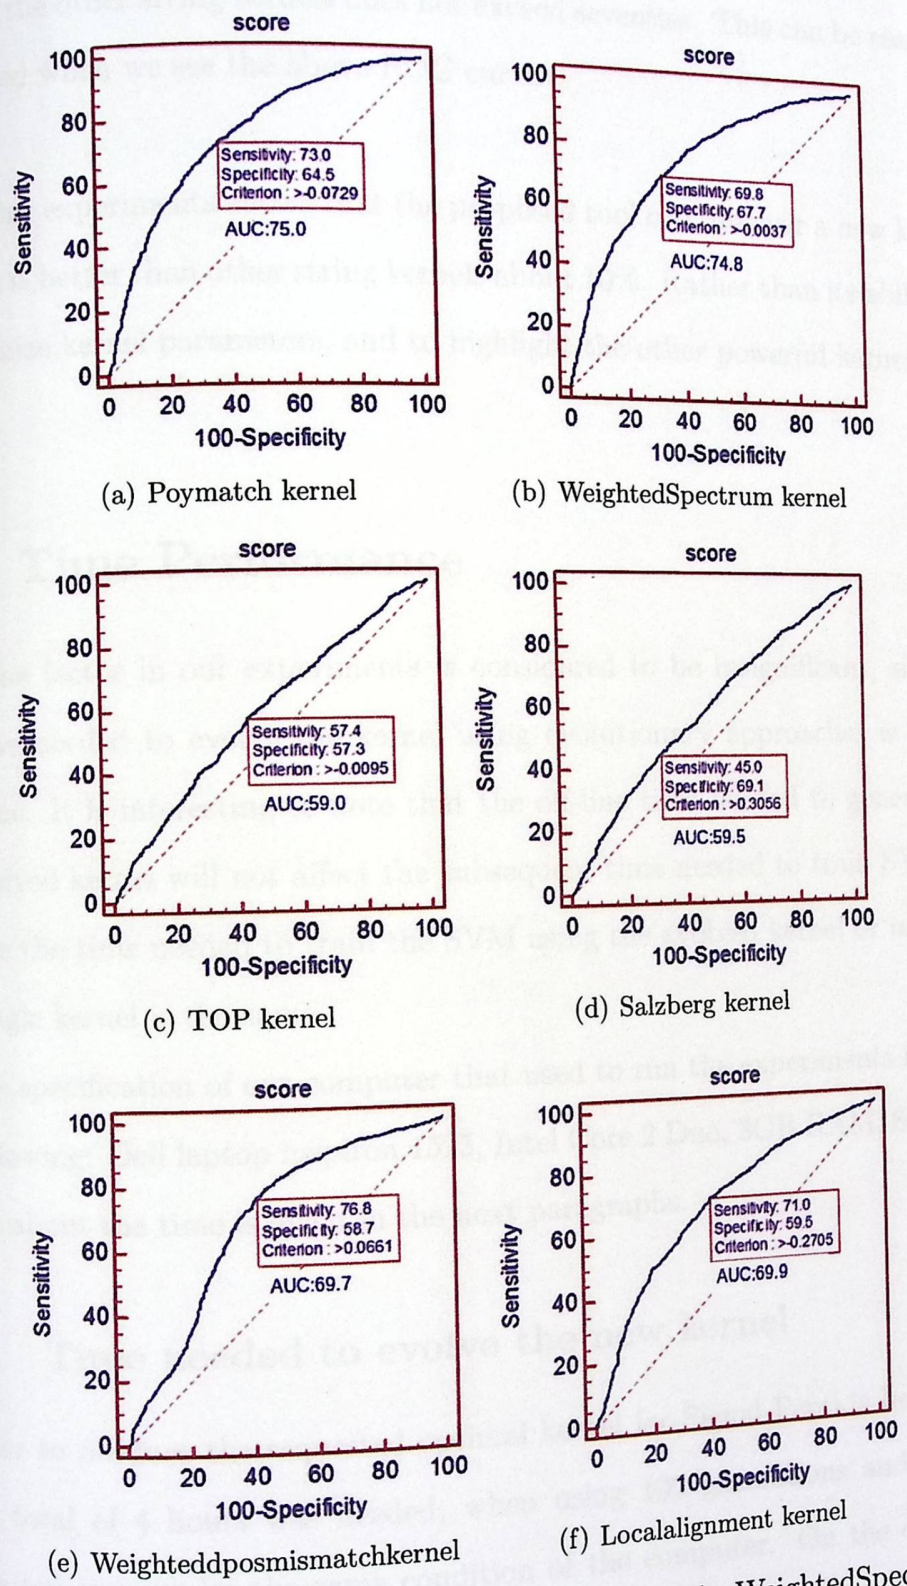 score
100
80
60
40
20
0
Sensitivity
Sensitivity: 73.0
Specificity: 64.5
Criterion : >-0.0729
AUC:75.0
0 20 40 60 80 100
100-Specificity
(a) Poymatch kernel
score
100
80
60
40
20
0
Sensitivity
Sensitivity: 69.8
Specificity: 67.7
Criterion : >-0.0037
AUC:74.8
0 20 40 60 80 100
100-Specificity
(b) WeightedSpectrum kernel
score
100
80
60
40
20
0
Sensitivity
Sensitivity: 57.4
Specificity: 57.3
Criterion : >-0.0095
AUC:59.0
0 20 40 60 80 100
100-Specificity
(c) TOP kernel
score
100
80
60
40
20
0
Sensitivity
Sensitivity: 45.0
Specificity: 69.1
Criterion :>0.3056
AUC:59.5
0 20 40 60 80 100
100-Specificity
(d) Salzberg kernel
score
100
80
60
40
20
0
Sensitivity
Sensitivity: 76.8
Specificity: 58.7
Criterion : >0.0661
AUC:69.7
0 20 40 60 80 100
100-Specificity
(e) Weighteddposmismatchkernel
score
100
80
60
40
20
0
Sensitivity
Sensitivity: 71.0
Specificity: 59.5
Criterion : >-0.2705
AUC:69.9
0 20 40 60 80 100
100-Specificity
(f) Localalignment kernel